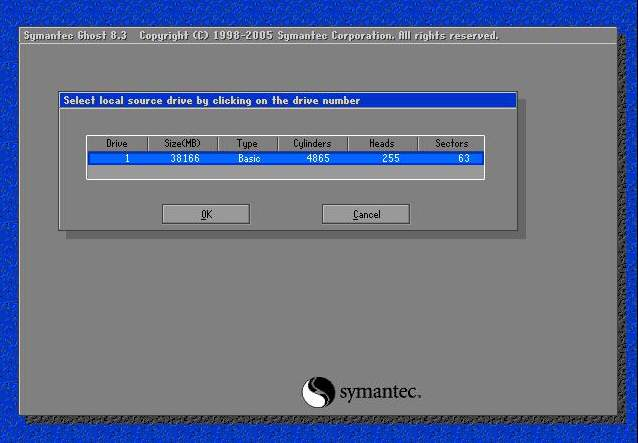 Symantec Ghost 8.3 Copyright (C) 1998-2005 Symantec Corporation. All rights reserved.
Select local source drive by clicking on the drive number
Drive Size(MB) Type Cylinders Heads Sectors
1 38166 Basic 4865 255 63
OK Cancel
symantec.